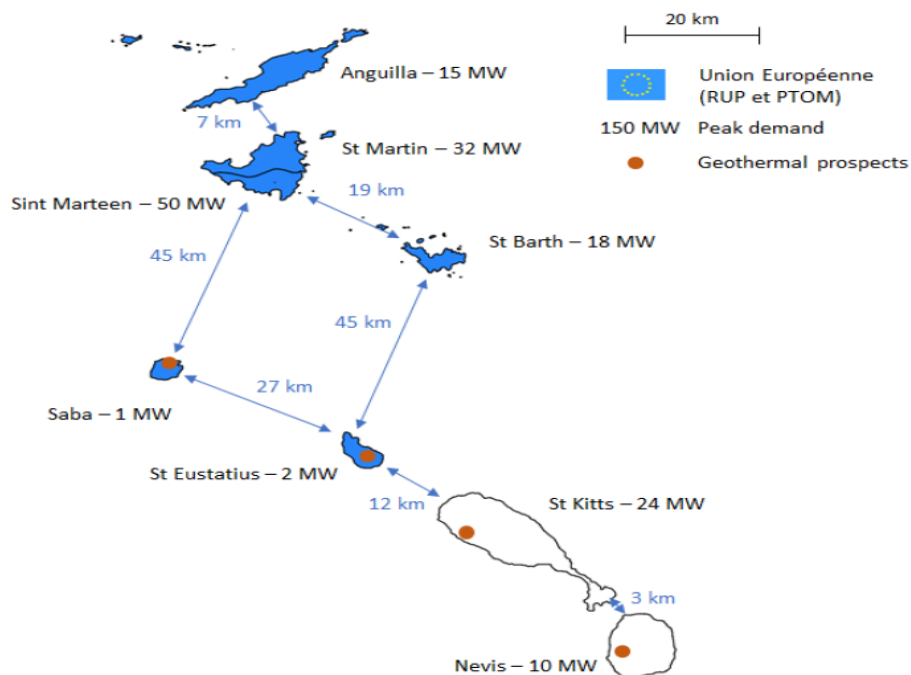 20 km
Anguilla – 15 MW
Union Européenne
(RUP et PTOM)
7 km
150 MW Peak demand
St Martin – 32 MW
Geothermal prospects
19 km
Sint Marteen – 50 MW
St Barth – 18 MW
45 km
45 km
27 km
Saba – 1 MW
St Eustatius – 2 MW
12 km
St Kitts – 24 MW
3 km
Nevis – 10 MW